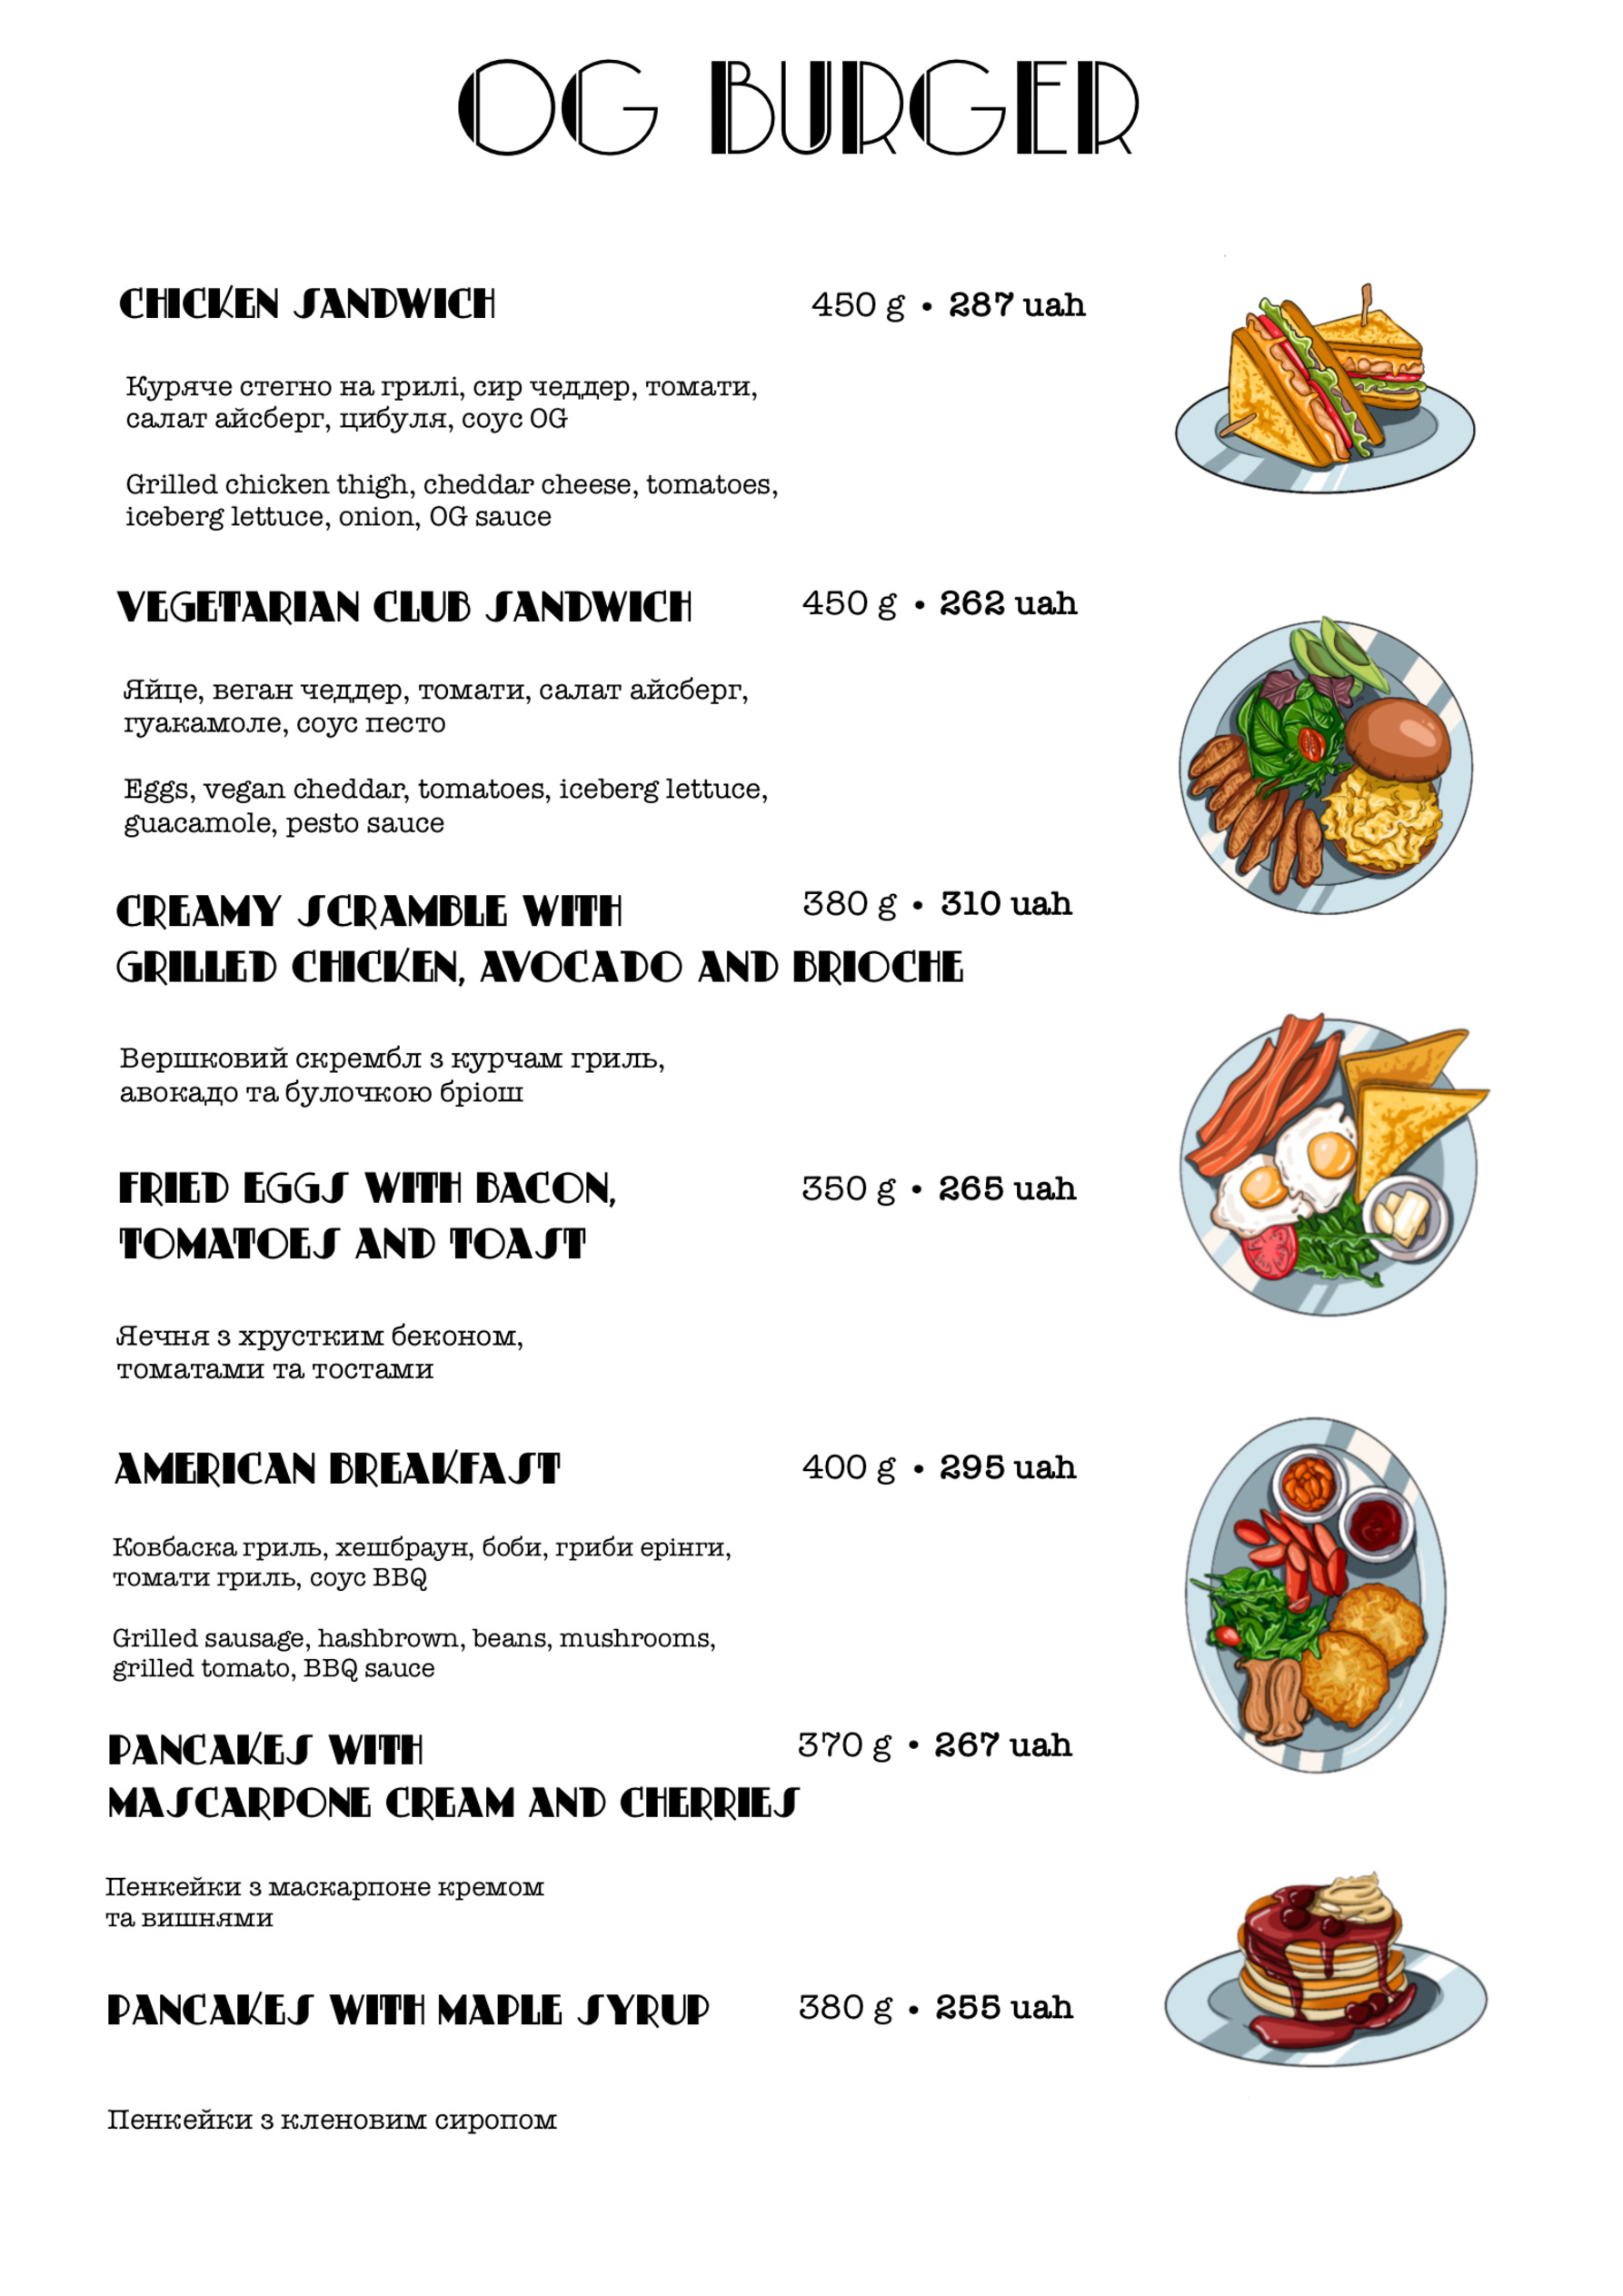 OG BURGER
CHICKEN SANDWICH
450 g • 287 uah
Куряче стегно на грилі, сир чеддер, томати,
салат айсберг, цибуля, соус OG
Grilled chicken thigh, cheddar cheese, tomatoes,
iceberg lettuce, onion, OG sauce
VEGETARIAN CLUB SANDWICH
450 g • 262 uah
Яйце, веган чеддер, томати, салат айсберг,
гуакамоле, соус песто
Eggs, vegan cheddar, tomatoes, iceberg lettuce,
guacamole, pesto sauce
CREAMY SCRAMBLE WITH
380 g • 310 uah
GRILLED CHICKEN, AVOCADO AND BRIOCHE
Вершковий скрембл з курчам гриль,
авокадо та булочкою бріош
FRIED EGGS WITH BACON,
350 g • 265 uah
TOMATOES AND TOAST
Яечня з хрустким беконом,
томатами та тостами
AMERICAN BREAKFAST
400 g • 295 uah
Ковбаска гриль, хешбраун, боби, гриби ерінги,
томати гриль, соус BBQ
Grilled sausage, hashbrown, beans, mushrooms,
grilled tomato, BBQ sauce
PANCAKES WITH
370 g • 267 uah
MASCARPONE CREAM AND CHERRIES
Пенкейки з маскарпоне кремом
та вишнями
PANCAKES WITH MAPLE SYRUP
380 g • 255 uah
Пенкейки з кленовим сиропом